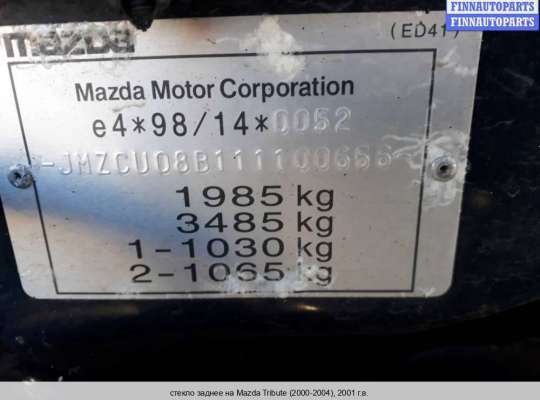 FINNAUTOPARTS
FINNAUTOPARTS
mazda
(ED41)
Mazda Motor Corporation
e4*98/14*0052
-JMZCU08B111100666-
1985 kg
3485 kg
1-1030 kg
2-1065 kg
стекло заднее на Mazda Tribute (2000-2004), 2001 г.в.